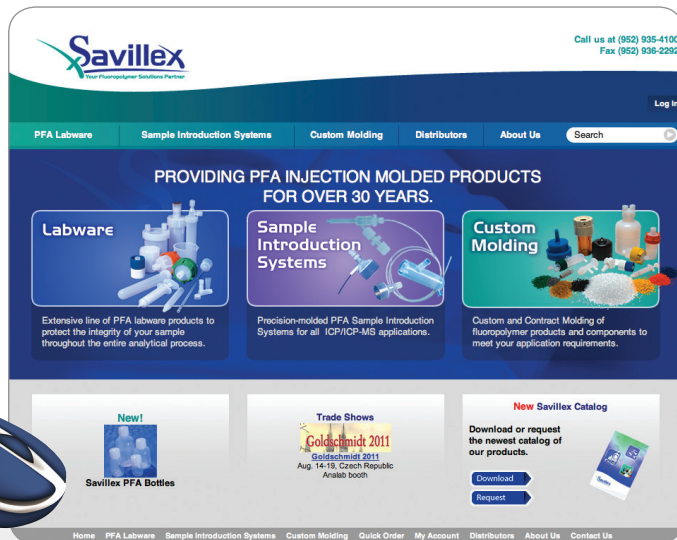 Savillex
Your Fluoropolymer Solutions Partner
Call us at (952) 935-4100
Fax (952) 936-2292
Log In
PFA Labware
Sample Introduction Systems
Custom Molding
Distributors
About Us
Search
PROVIDING PFA INJECTION MOLDED PRODUCTS
FOR OVER 30 YEARS.
Labware
Extensive line of PFA labware products to
protect the integrity of your sample
throughout the entire analytical process.
Sample
Introduction
Systems
Precision-molded PFA Sample Introduction
Systems for all ICP/ICP-MS applications.
Custom
Molding
Custom and Contract Molding of
fluoropolymer products and components to
meet your application requirements.
New!
Savillex PFA Bottles
Trade Shows
Goldschmidt 2011
Goldschmidt 2011
Aug. 14-19, Czech Republic
Analab booth
New Savillex Catalog
Download or request
the newest catalog of
our products.
Download
Request
Home PFA Labware Sample Introduction Systems Custom Molding Quick Order My Account Distributors About Us Contact Us